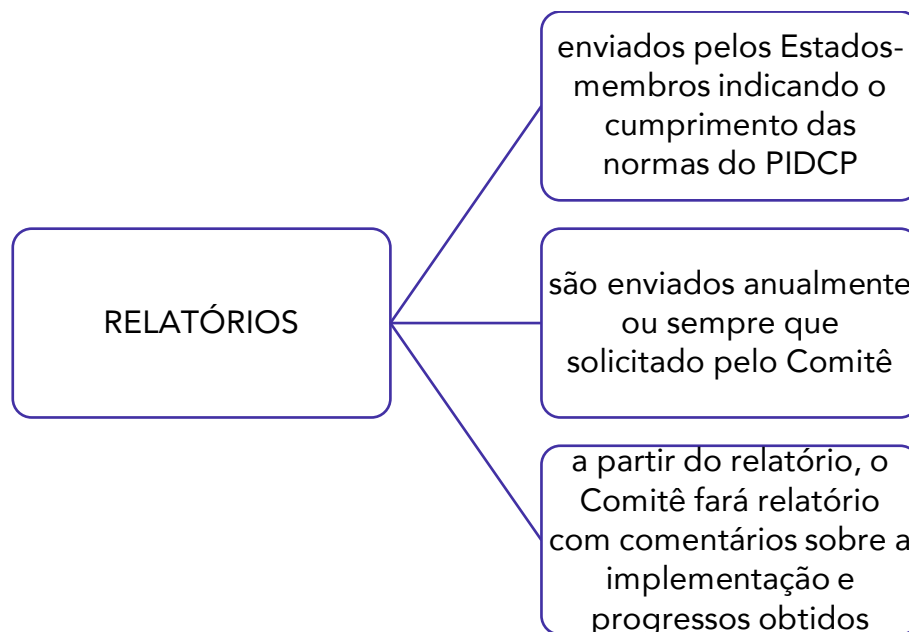 RELATÓRIOS
enviados pelos Estados-
membros indicando o
cumprimento das
normas do PIDCP
são enviados anualmente
ou sempre que
solicitado pelo Comitê
a partir do relatório, o
Comitê fará relatório
com comentários sobre a
implementação e
progressos obtidos